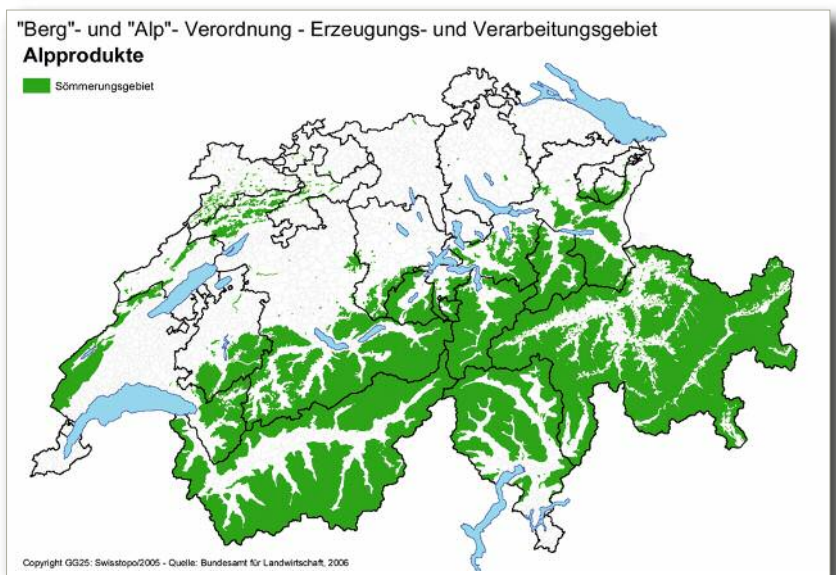 "Berg"- und "Alp"- Verordnung - Erzeugungs- und Verarbeitungsgebiet
Alpprodukte
Sömmerungsgebiet
Copyright GG25: Swisstopo/2005 - Quelle: Bundesamt für Landwirtschaft, 2006